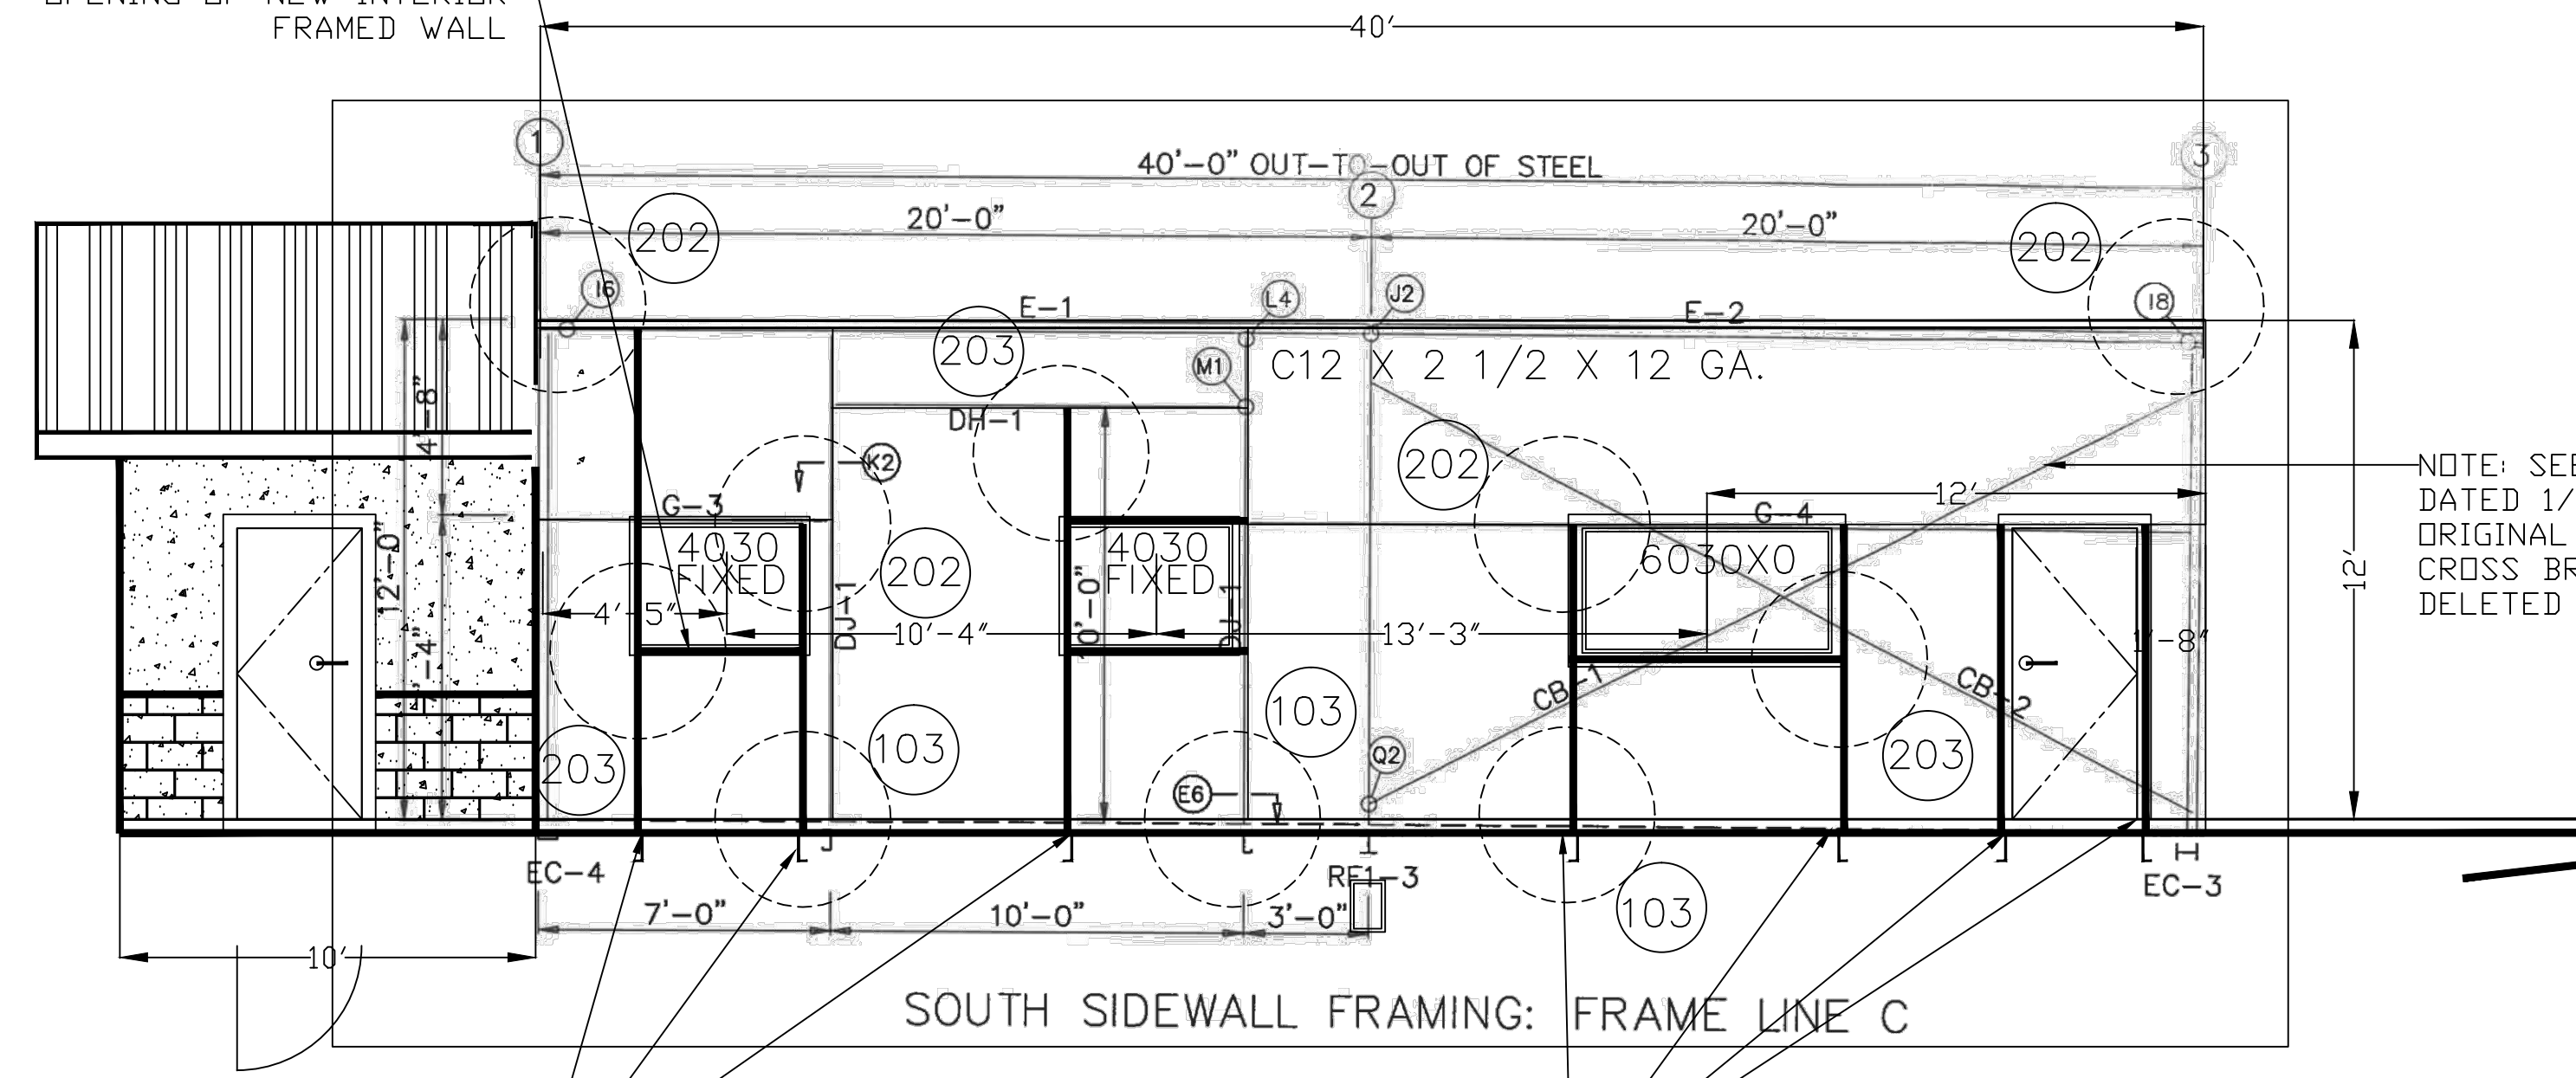 FRAMED WALL
40'
1
3
40'-0" OUT-TO-OUT OF STEEL
2
20'-0"
20'-0"
202
202
I6
L4
J2
I8
E-1
E-2
203
M1
C12 X 2 1/2 X 12 GA.
4'-8"
DH-1
K2
202
NOTE: SEE
12'
DATED 1/
G-3
G-4
ORIGINAL
4030
FIXED
4030
FIXED
6030X0
CROSS BR
12'-0"
202
12'
DELETED
4'-5"
DJ-1
DJ-1
10'-4"
13'-3"
CB-1
CB-2
103
103
203
203
Q2
E6
EC-4
RF1-3
EC-3
7'-0"
10'-0"
3'-0"
103
10'
SOUTH SIDEWALL FRAMING: FRAME LINE C